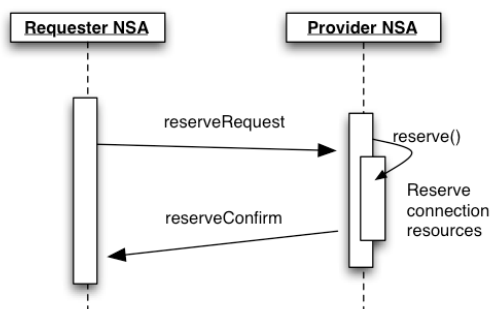 Requester NSA
Provider NSA
reserveRequest
reserve()
Reserve
connection
resources
reserveConfirm